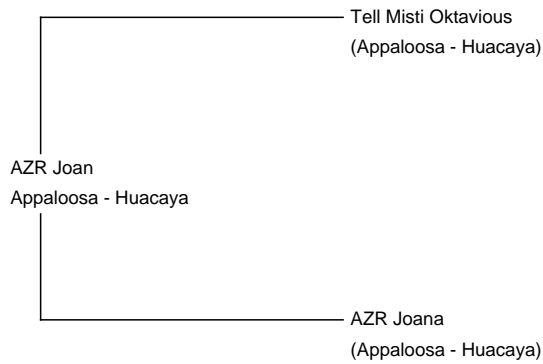 Tell Misti Oktavious
(Appaloosa - Huacaya)
AZR Joan
Appaloosa - Huacaya
AZR Joana
(Appaloosa - Huacaya)